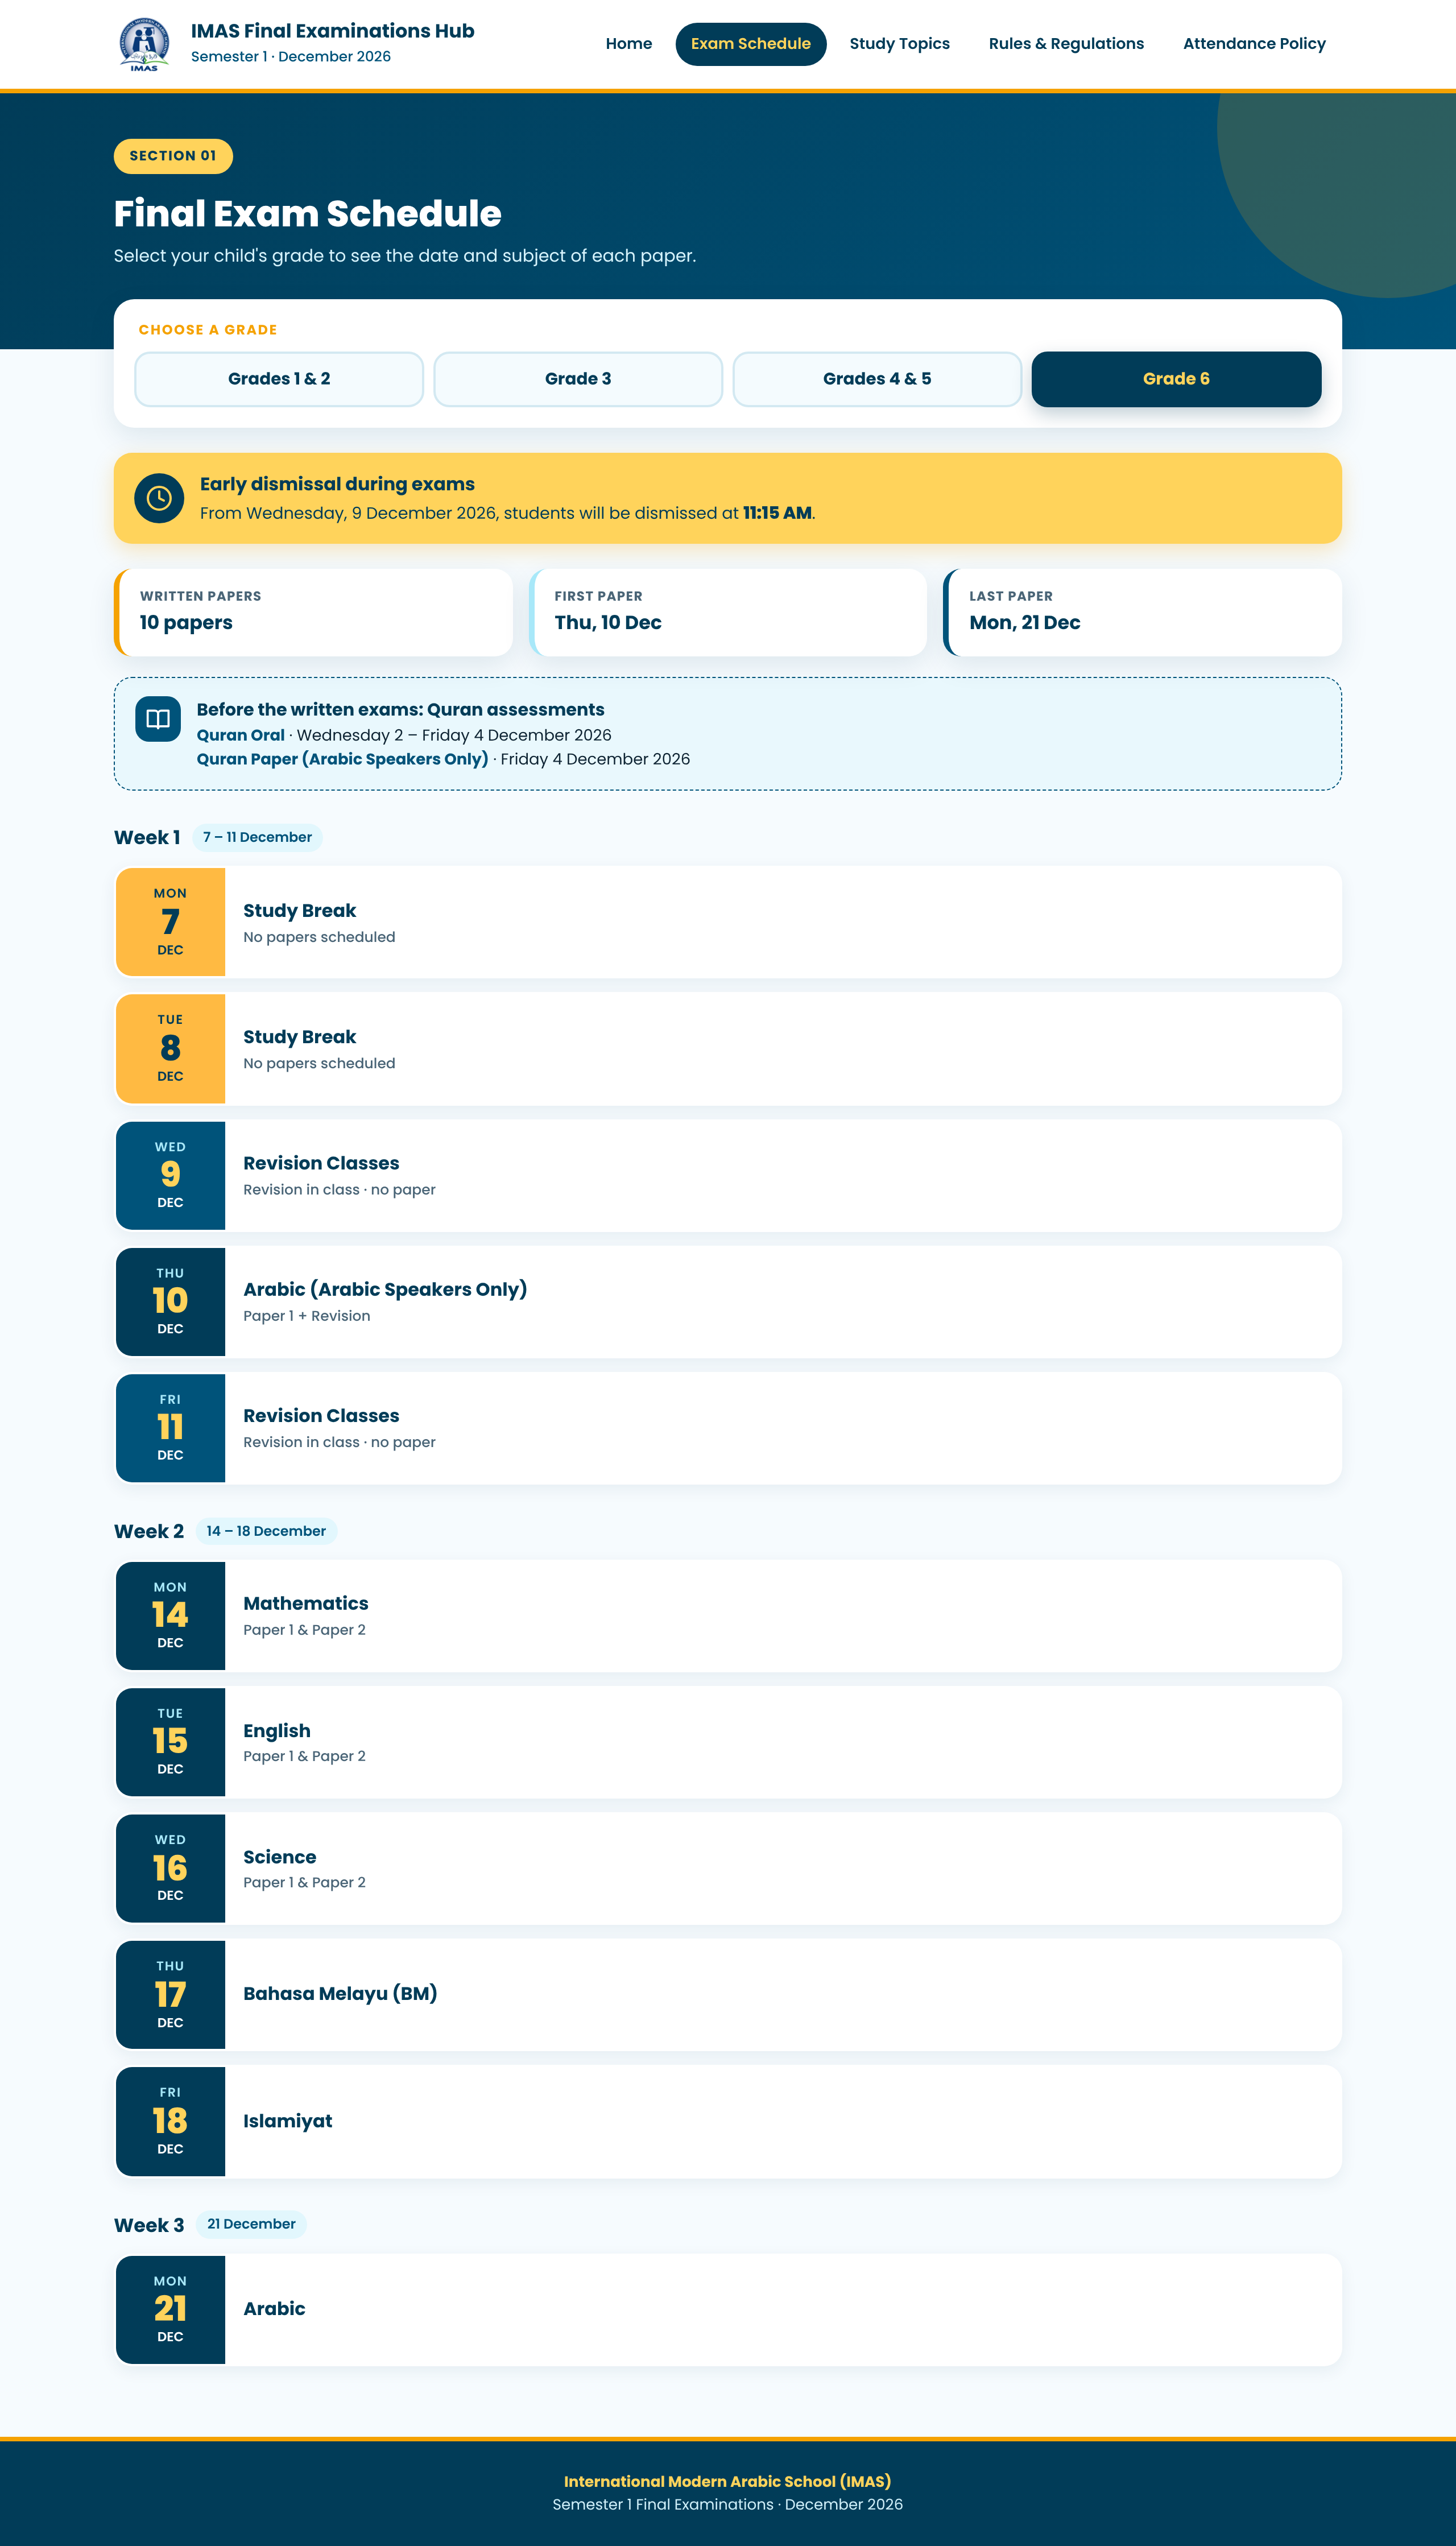 IMAS
IMAS Final Examinations Hub
Semester 1 · December 2026
Home
Exam Schedule
Study Topics
Rules & Regulations
Attendance Policy
SECTION 01
Final Exam Schedule
Select your child's grade to see the date and subject of each paper.
CHOOSE A GRADE
Grades 1 & 2
Grade 3
Grades 4 & 5
Grade 6
Early dismissal during exams
From Wednesday, 9 December 2026, students will be dismissed at 11:15 AM.
WRITTEN PAPERS
10 papers
FIRST PAPER
Thu, 10 Dec
LAST PAPER
Mon, 21 Dec
Before the written exams: Quran assessments
Quran Oral · Wednesday 2 – Friday 4 December 2026
Quran Paper (Arabic Speakers Only) · Friday 4 December 2026
Week 1
7 – 11 December
MON
7
DEC
Study Break
No papers scheduled
TUE
8
DEC
Study Break
No papers scheduled
WED
9
DEC
Revision Classes
Revision in class · no paper
THU
10
DEC
Arabic (Arabic Speakers Only)
Paper 1 + Revision
FRI
11
DEC
Revision Classes
Revision in class · no paper
Week 2
14 – 18 December
MON
14
DEC
Mathematics
Paper 1 & Paper 2
TUE
15
DEC
English
Paper 1 & Paper 2
WED
16
DEC
Science
Paper 1 & Paper 2
THU
17
DEC
Bahasa Melayu (BM)
FRI
18
DEC
Islamiyat
Week 3
21 December
MON
21
DEC
Arabic
International Modern Arabic School (IMAS)
Semester 1 Final Examinations · December 2026